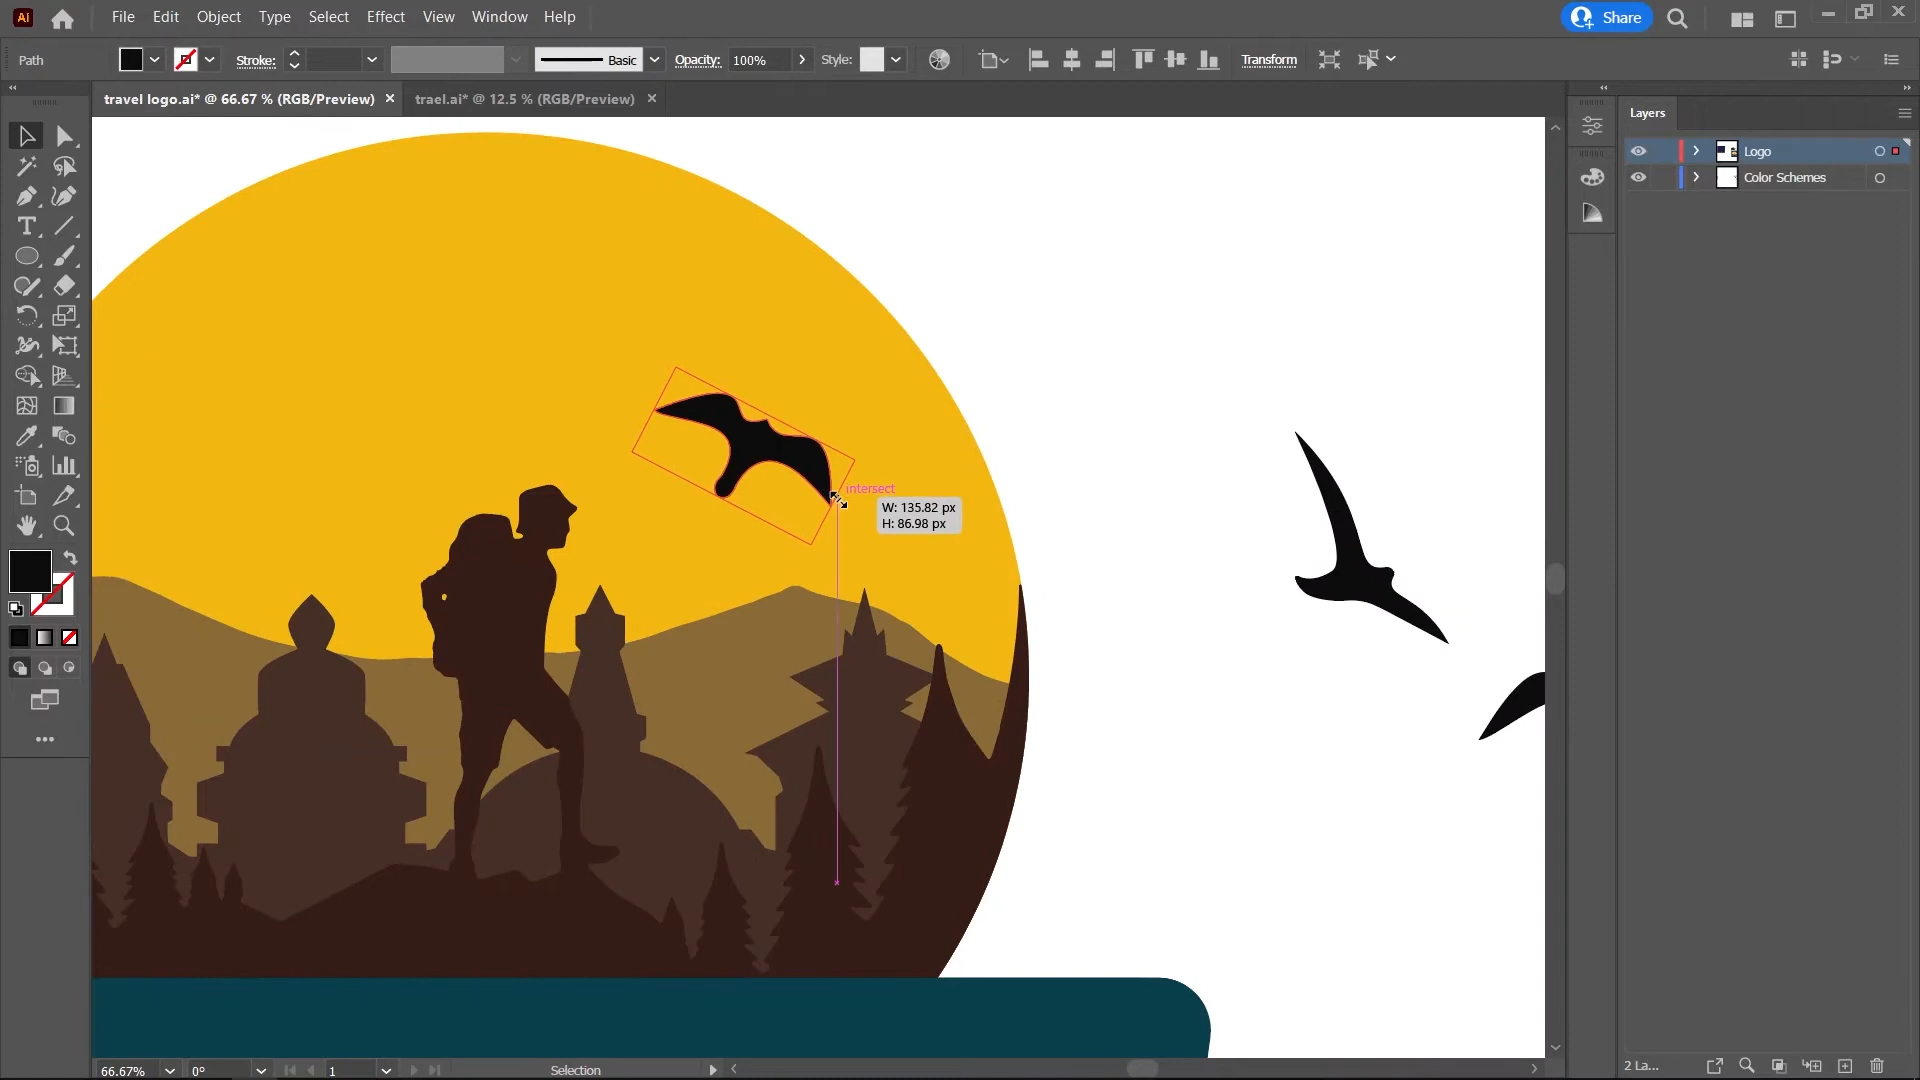 Ai File Edit Object Type Select Effect View Window Help Share
Path Stroke: Basic Opacity: 100% Style: Transform
travel logo.ai* @ 66.67 % (RGB/Preview) × trael.ai* @ 12.5 % (RGB/Preview) ×
Layers
Logo
Color Schemes
intersect
W: 135.82 px
H: 86.98 px
66.67% 0° 1 Selection 2 La...